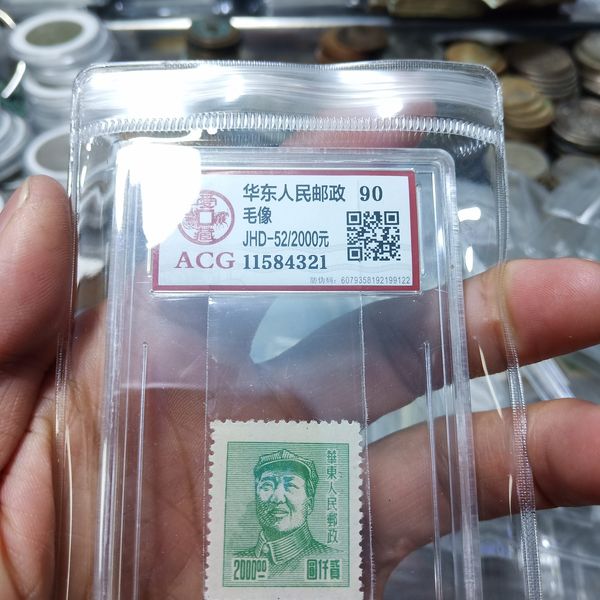 华东人民邮政 90
毛像
JHD-52/2000元
ACG 11584321
防伪码：6079358192199122
華東人民郵政
2000.00
圓仟貳